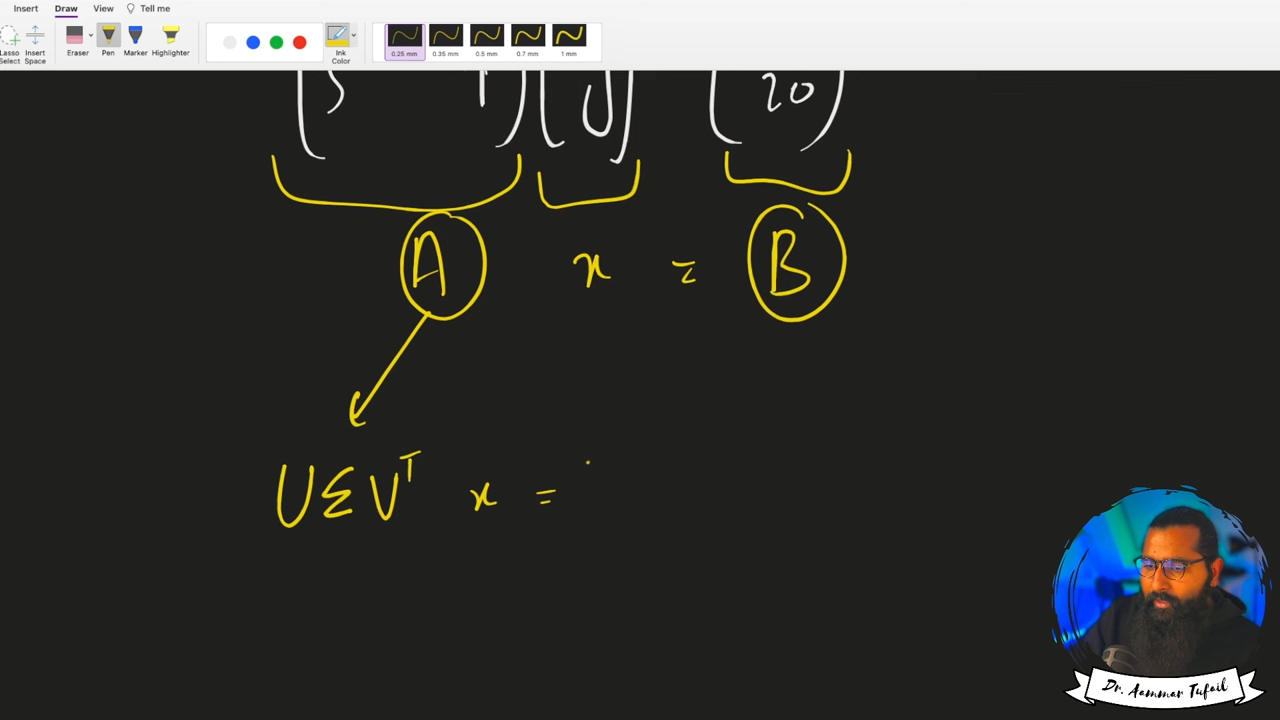 Insert Draw View Tell me
Lasso Select Insert Space Eraser Pen Marker Highlighter Ink Color 0.25 mm 0.35 mm 0.5 mm 0.7 mm 1 mm
20
A x = B
UΣVᵀ x =
Dr. Aammar Tufail